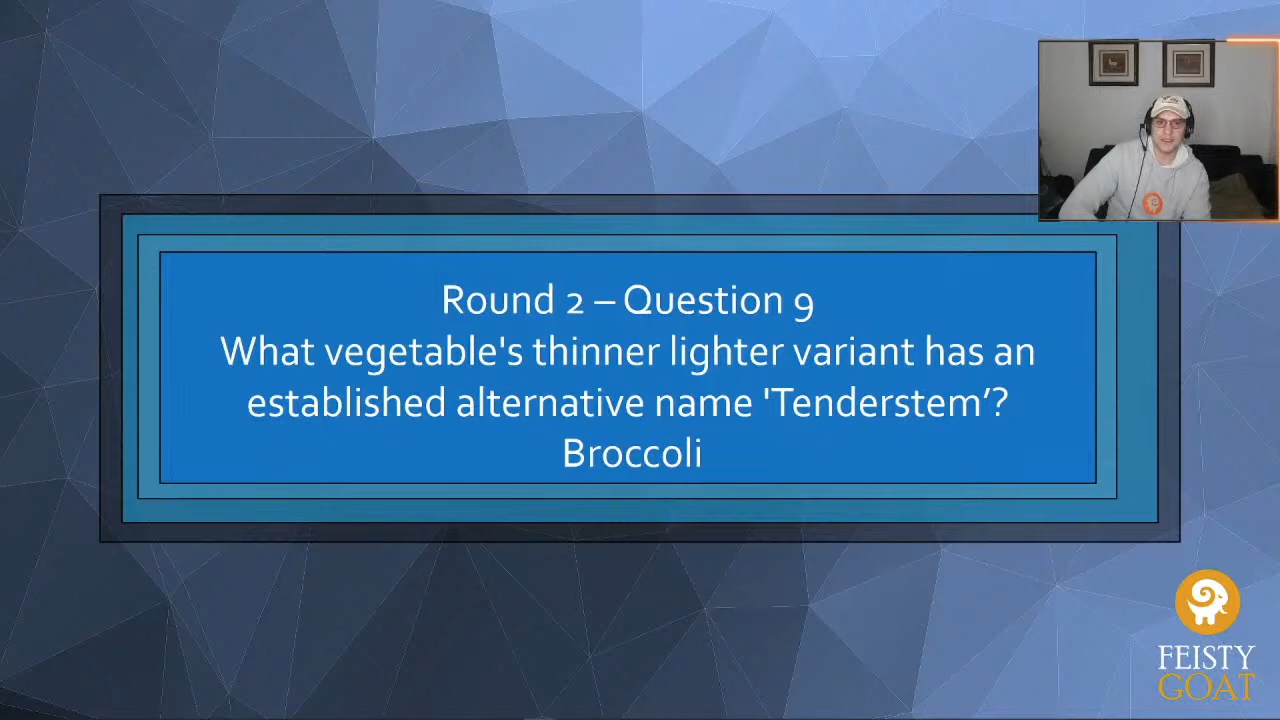 Round 2 – Question 9
What vegetable's thinner lighter variant has an
established alternative name 'Tenderstem’?
Broccoli
FEISTY
GOAT